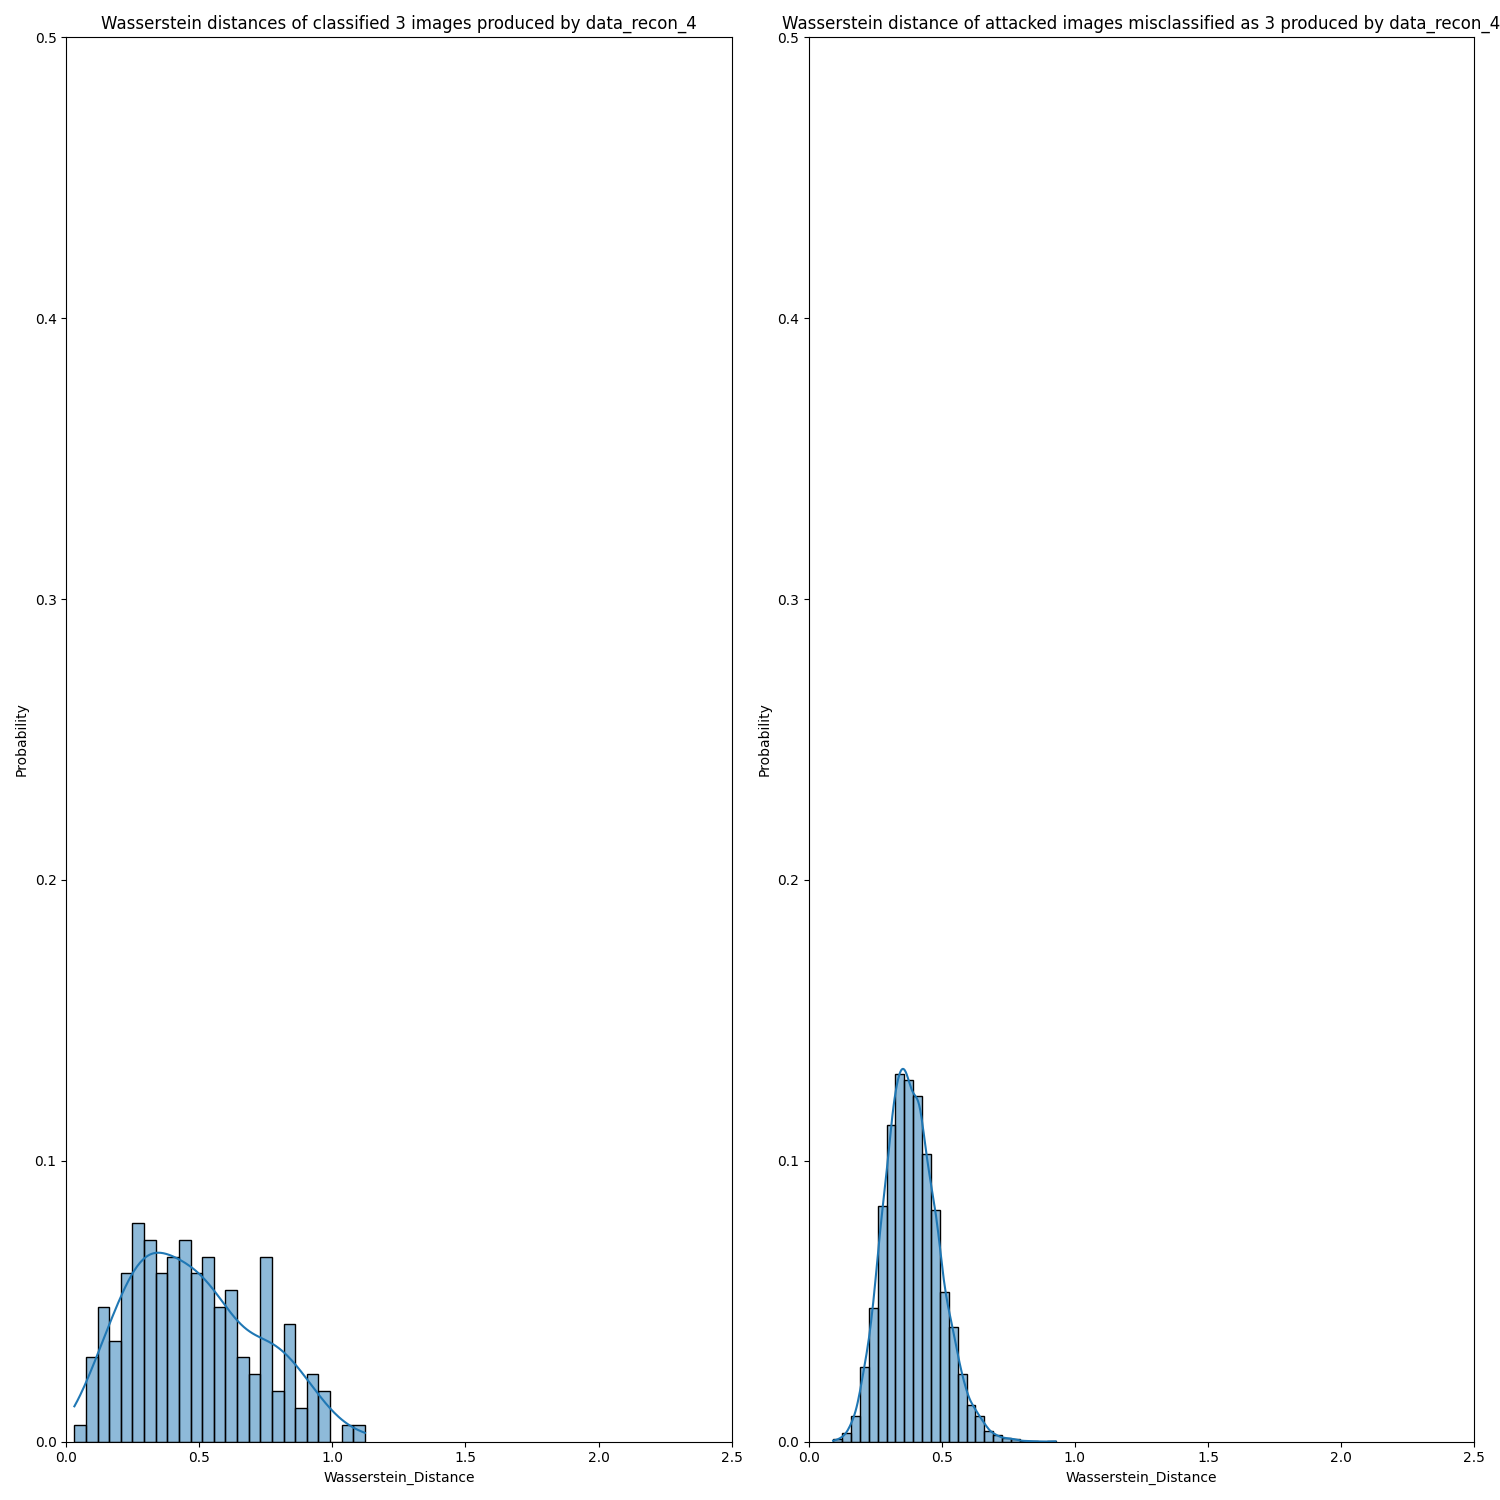 Wasserstein distances of classified 3 images produced by data_recon_4
0.5
0.4
0.3
0.2
0.1
0.0
Probability
0.0 0.5 1.0 1.5 2.0 2.5
Wasserstein_Distance
Wasserstein distance of attacked images misclassified as 3 produced by data_recon_4
0.5
0.4
0.3
0.2
0.1
0.0
Probability
0.0 0.5 1.0 1.5 2.0 2.5
Wasserstein_Distance